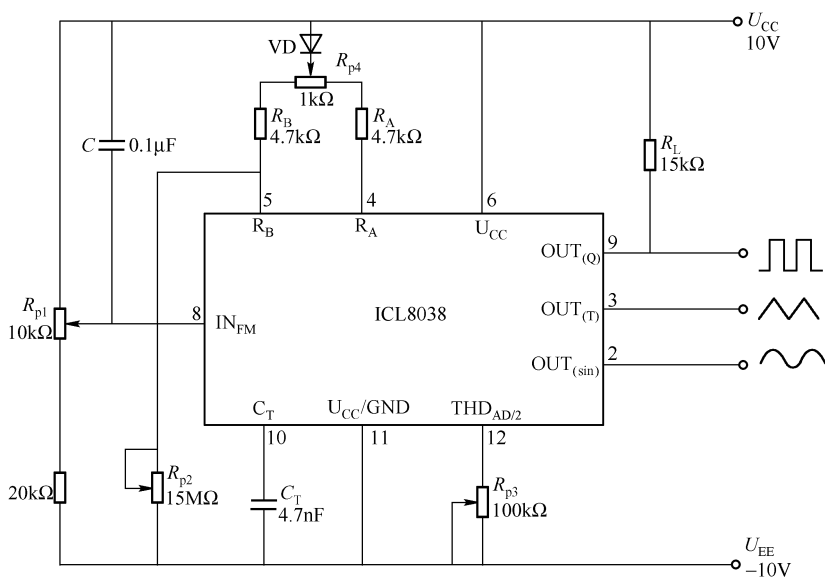 U_CC
10V
VD
R_p4
1kΩ
R_B
4.7kΩ
R_A
4.7kΩ
C
0.1μF
R_L
15kΩ
5
4
6
R_B
R_A
U_CC
9
OUT_(Q)
R_p1
10kΩ
8
IN_FM
ICL8038
3
OUT_(T)
2
OUT_(sin)
C_T
U_CC/GND
THD_AD/2
10
11
12
20kΩ
R_p2
15MΩ
C_T
4.7nF
R_p3
100kΩ
U_EE
−10V